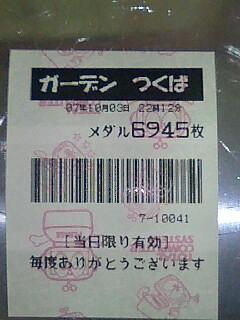 ガーデン つくば
07年10月03日 22時12分
メダル6945枚
7-10041
[当日限り有効]
毎度ありがとうございます